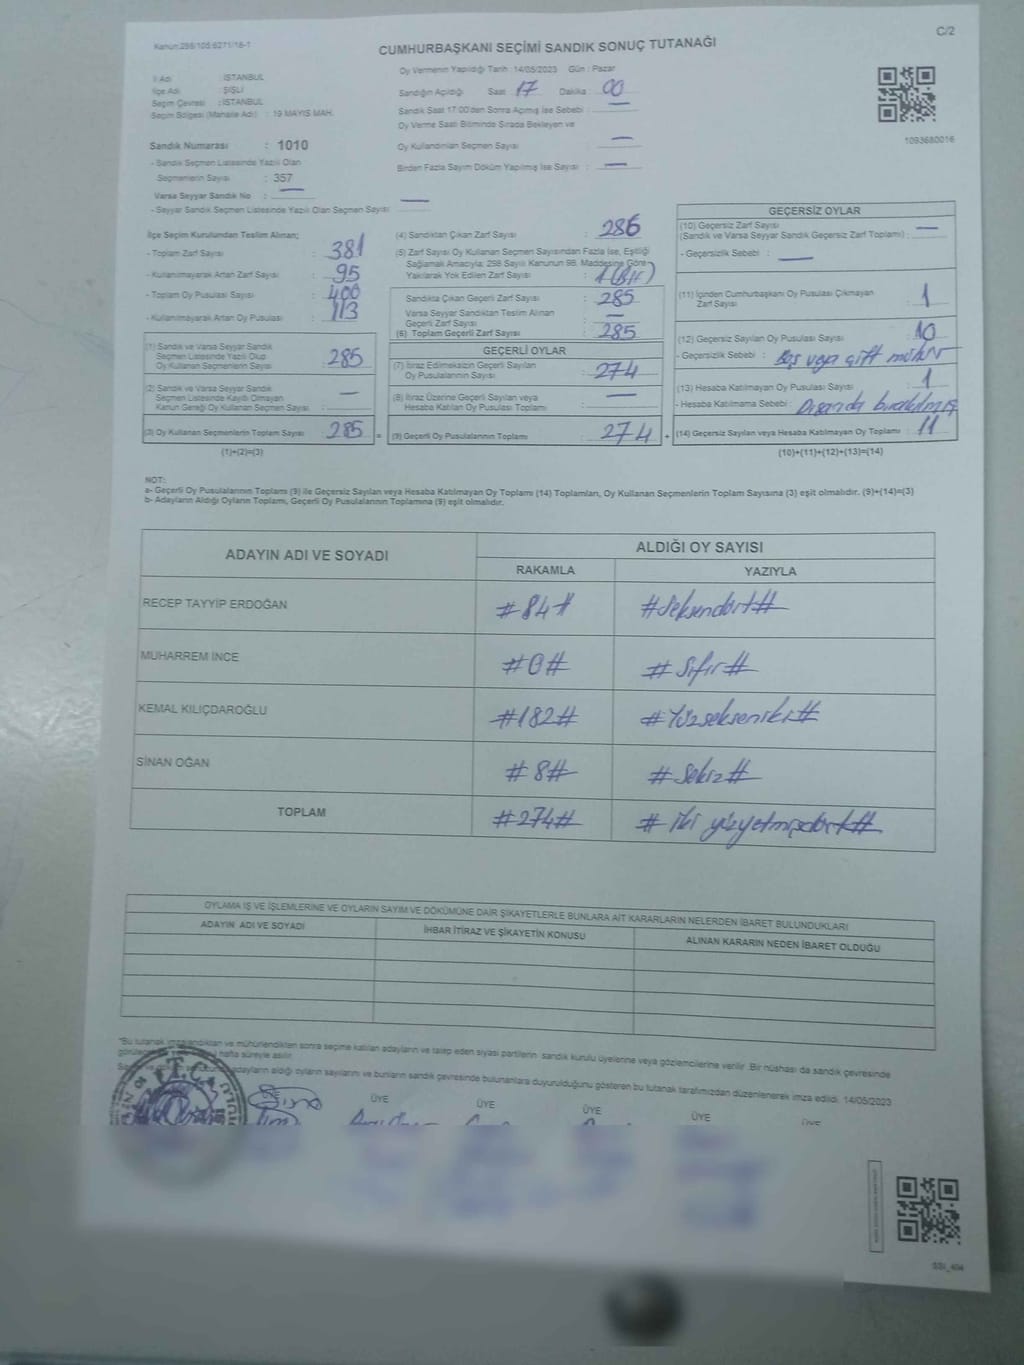 Kanun:298/105:6271/18-1
C/2
CUMHURBAŞKANI SEÇİMİ SANDIK SONUÇ TUTANAĞI
İl Adı : İSTANBUL
İlçe Adı : ŞİŞLİ
Seçim Çevresi : İSTANBUL
Seçim Bölgesi (Mahalle Adı) : 19 MAYIS MAH.
Sandık Numarası : 1010
- Sandık Seçmen Listesinde Yazılı Olan
Seçmenlerin Sayısı : 357
Varsa Seyyar Sandık No : —
- Seyyar Sandık Seçmen Listesinde Yazılı Olan Seçmen Sayısı —
Oy Vermenin Yapıldığı Tarih : 14/05/2023 Gün : Pazar
Sandığın Açıldığı Saat 17 Dakika : 00
Sandık Saat 17:00'den Sonra Açılmış İse Sebebi : —
Oy Verme Saati Bitiminde Sırada Bekleyen ve
Oy Kullandırılan Seçmen Sayısı : —
Birden Fazla Sayım Döküm Yapılmış İse Sayısı : —
1093680016
İlçe Seçim Kurulundan Teslim Alınan;
- Toplam Zarf Sayısı : 381
- Kullanılmayarak Artan Zarf Sayısı : 95
- Toplam Oy Pusulası Sayısı : 400
- Kullanılmayarak Artan Oy Pusulası : 113
(1) Sandık ve Varsa Seyyar Sandık
Seçmen Listesinde Yazılı Olup
Oy Kullanan Seçmenlerin Sayısı : 285
(2) Sandık ve Varsa Seyyar Sandık
Seçmen Listesinde Kayıtlı Olmayan
Kanun Gereği Oy Kullanan Seçmen Sayısı : —
(3) Oy Kullanan Seçmenlerin Toplam Sayısı : 285 =
(1)+(2)=(3)
(4) Sandıktan Çıkan Zarf Sayısı : 286
(5) Zarf Sayısı Oy Kullanan Seçmen Sayısından Fazla İse, Eşitliği
Sağlamak Amacıyla; 298 Sayılı Kanunun 98. Maddesine Göre
Yakılarak Yok Edilen Zarf Sayısı : 1 (Bir)
Sandıkta Çıkan Geçerli Zarf Sayısı : 285
Varsa Seyyar Sandıktan Teslim Alınan
Geçerli Zarf Sayısı : —
(6) Toplam Geçerli Zarf Sayısı : 285
GEÇERLİ OYLAR
(7) İtiraz Edilmeksizin Geçerli Sayılan
Oy Pusulalarının Sayısı : 274
(8) İtiraz Üzerine Geçerli Sayılan veya
Hesaba Katılan Oy Pusulası Toplamı : —
(9) Geçerli Oy Pusulalarının Toplamı : 274 +
GEÇERSİZ OYLAR
(10) Geçersiz Zarf Sayısı
(Sandık ve Varsa Seyyar Sandık Geçersiz Zarf Toplamı) : —
- Geçersizlik Sebebi : —
(11) İçinden Cumhurbaşkanı Oy Pusulası Çıkmayan
Zarf Sayısı : 1
(12) Geçersiz Sayılan Oy Pusulası Sayısı : 10
- Geçersizlik Sebebi : Boş veya çift mühür
(13) Hesaba Katılmayan Oy Pusulası Sayısı : 1
- Hesaba Katılmama Sebebi : Dışarıda bırakılmış
(14) Geçersiz Sayılan veya Hesaba Katılmayan Oy Toplamı : 11
(10)+(11)+(12)+(13)=(14)
NOT:
a- Geçerli Oy Pusulalarının Toplamı (9) ile Geçersiz Sayılan veya Hesaba Katılmayan Oy Toplamı (14) Toplamları, Oy Kullanan Seçmenlerin Toplam Sayısına (3) eşit olmalıdır. (9)+(14)=(3)
b- Adayların Aldığı Oyların Toplamı, Geçerli Oy Pusulalarının Toplamına (9) eşit olmalıdır.
ADAYIN ADI VE SOYADI
ALDIĞI OY SAYISI
RAKAMLA YAZIYLA
RECEP TAYYİP ERDOĞAN #84# #Seksendört#
MUHARREM İNCE #0# #Sıfır#
KEMAL KILIÇDAROĞLU #182# #Yüzsekseniki#
SİNAN OĞAN #8# #Sekiz#
TOPLAM #274# #İki yüzyetmişdört#
OYLAMA İŞ VE İŞLEMLERİNE VE OYLARIN SAYIM VE DÖKÜMÜNE DAİR ŞİKAYETLERLE BUNLARA AİT KARARLARIN NELERDEN İBARET BULUNDUKLARI
ADAYIN ADI VE SOYADI İHBAR İTİRAZ VE ŞİKAYETİN KONUSU ALINAN KARARIN NEDEN İBARET OLDUĞU
"Bu tutanak imzalandıktan ve mühürlendikten sonra seçime katılan adayların ve talep eden siyasi partilerin sandık kurulu üyelerine veya gözlemcilerine verilir. Bir nüshası da sandık çevresinde
hafta süreyle asılır.
adayların aldığı oyların sayılarını ve bunların sandık çevresinde bulunanlara duyurulduğunu gösteren bu tutanak tarafımızdan düzenlenerek imza edildi. 14/05/2023
ÜYE ÜYE ÜYE ÜYE ÜYE
T.C.
SSİ_404